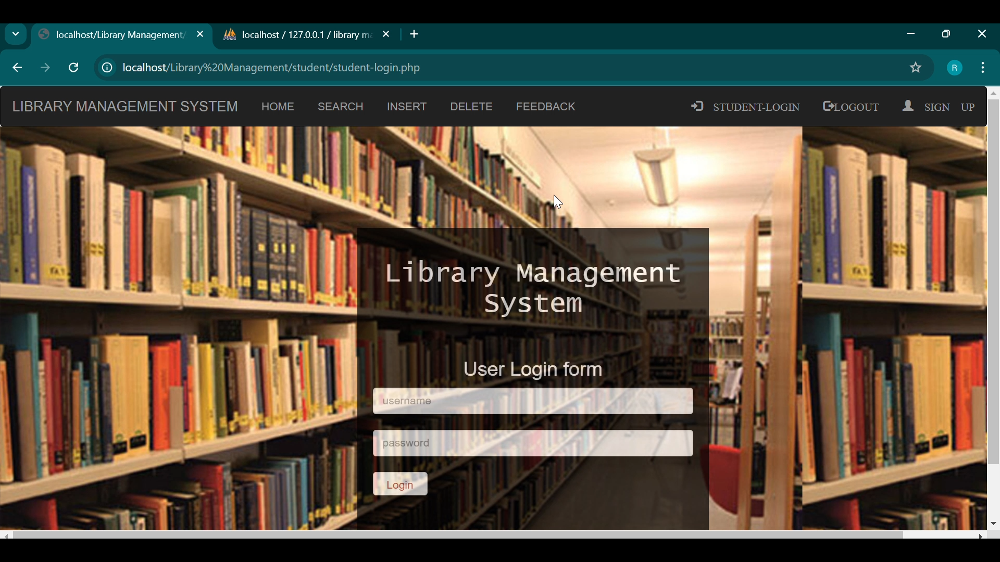 localhost/Library Management/
localhost / 127.0.0.1 / library ma
localhost/Library%20Management/student/student-login.php
R
LIBRARY MANAGEMENT SYSTEM HOME SEARCH INSERT DELETE FEEDBACK STUDENT-LOGIN LOGOUT SIGN UP
Library Management
System
User Login form
username
password
Login